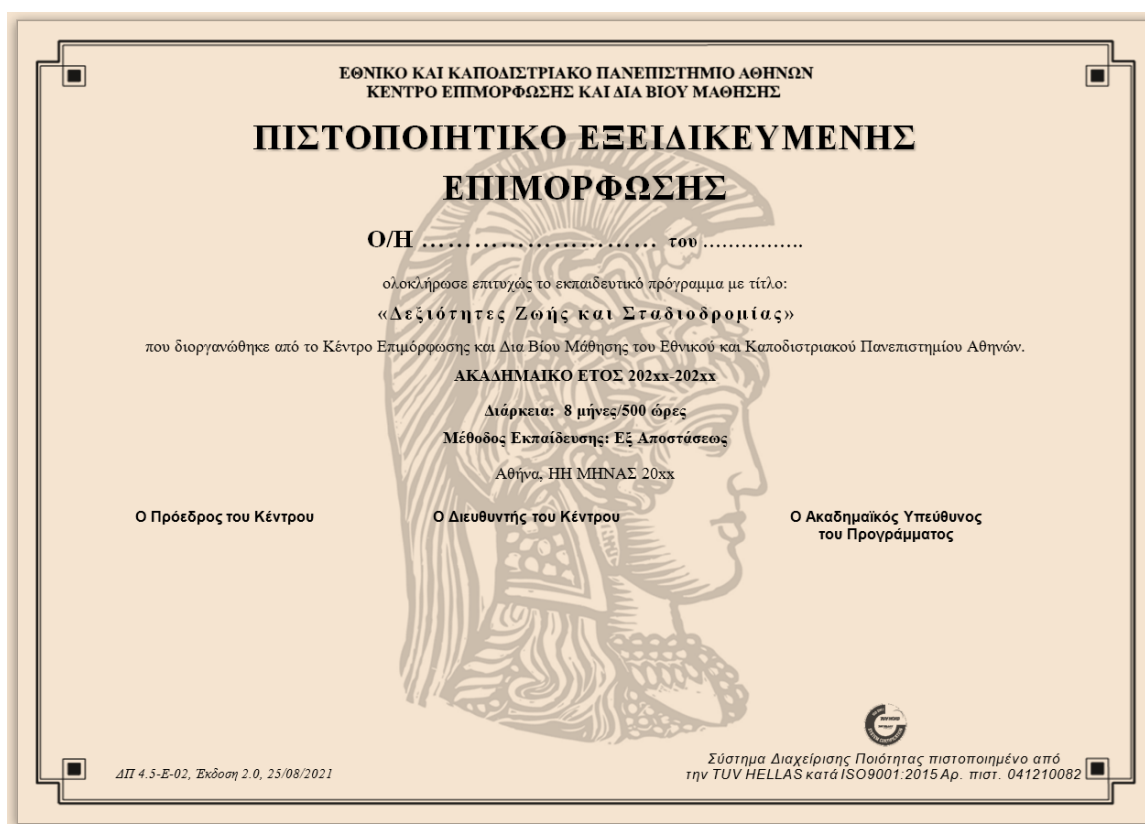 ΕΘΝΙΚΟ ΚΑΙ ΚΑΠΟΔΙΣΤΡΙΑΚΟ ΠΑΝΕΠΙΣΤΗΜΙΟ ΑΘΗΝΩΝ
ΚΕΝΤΡΟ ΕΠΙΜΟΡΦΩΣΗΣ ΚΑΙ ΔΙΑ ΒΙΟΥ ΜΑΘΗΣΗΣ
ΠΙΣΤΟΠΟΙΗΤΙΚΟ ΕΞΕΙΔΙΚΕΥΜΕΝΗΣ
ΕΠΙΜΟΡΦΩΣΗΣ
Ο/Η ............................ του ................
ολοκλήρωσε επιτυχώς το εκπαιδευτικό πρόγραμμα με τίτλο:
«Δεξιότητες Ζωής και Σταδιοδρομίας»
που διοργανώθηκε από το Κέντρο Επιμόρφωσης και Δια Βίου Μάθησης του Εθνικού και Καποδιστριακού Πανεπιστημίου Αθηνών.
ΑΚΑΔΗΜΑΙΚΟ ΕΤΟΣ 202xx-202xx
Διάρκεια: 8 μήνες/500 ώρες
Μέθοδος Εκπαίδευσης: Εξ Αποστάσεως
Αθήνα, ΗΗ ΜΗΝΑΣ 20xx
Ο Πρόεδρος του Κέντρου Ο Διευθυντής του Κέντρου Ο Ακαδημαϊκός Υπεύθυνος
του Προγράμματος
Σύστημα Διαχείρισης Ποιότητας πιστοποιημένο από
ΔΠ 4.5-Ε-02, Έκδοση 2.0, 25/08/2021 την TUV HELLAS κατά ISO9001:2015 Αρ. πιστ. 041210082